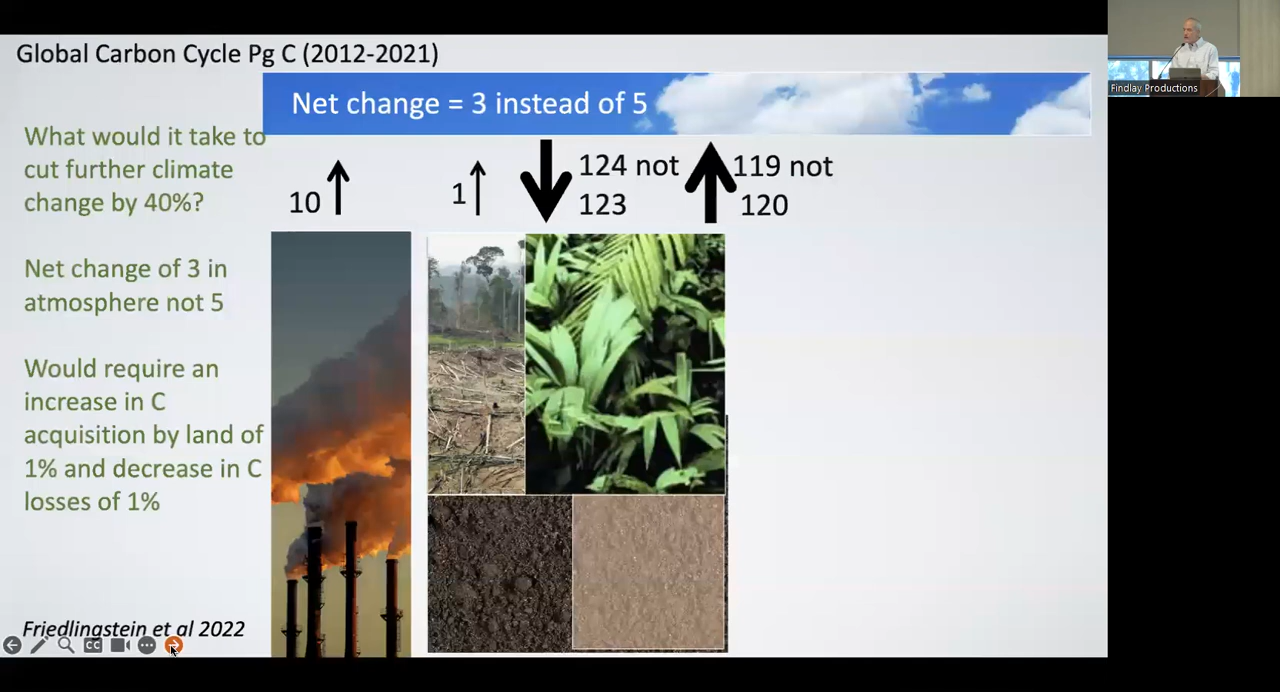 Global Carbon Cycle Pg C (2012-2021)
Net change = 3 instead of 5
What would it take to
cut further climate
change by 40%?
Net change of 3 in
atmosphere not 5
Would require an
increase in C
acquisition by land of
1% and decrease in C
losses of 1%
10
1
124 not
123
119 not
120
Friedlingstein et al 2022
CC
Findlay Productions